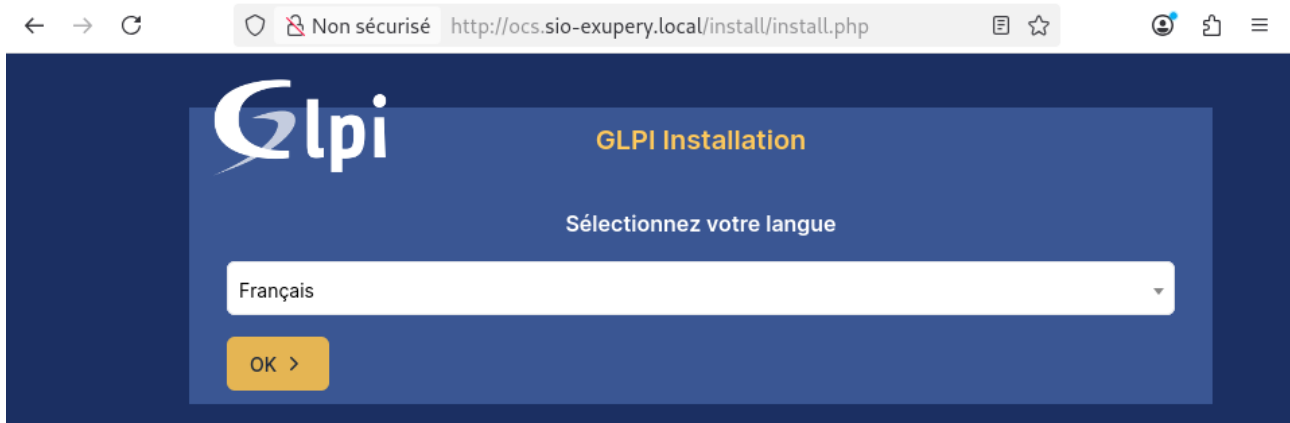 Non sécurisé http://ocs.sio-exupery.local/install/install.php
Glpi
GLPI Installation
Sélectionnez votre langue
Français
OK >